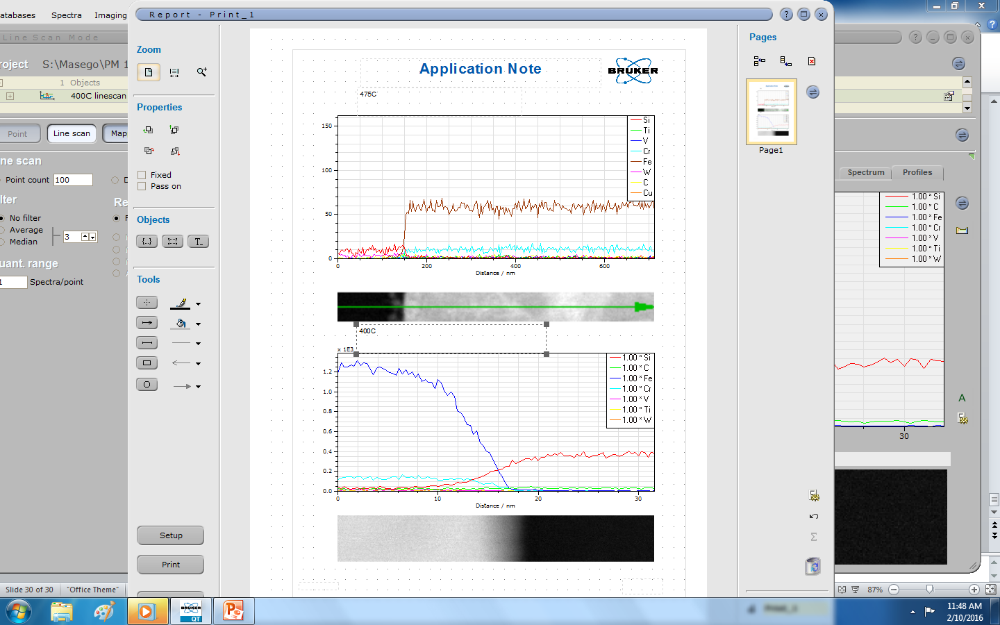 atabases Spectra Imaging
Line Scan Mode
roject S:\Masego\PM 1
1 Objects
400C linescan
Point Line scan Map
ne scan
Point count 100 D
lter Re
No filter F
Average
Median
3
uant. range
1 Spectra/point
Slide 30 of 30 "Office Theme"
Report - Print_1
Zoom
Properties
Fixed
Pass on
Objects
{..} T_
Tools
Setup
Print
Application Note
BRUKER
475C
150
100
50
0
0 200 400 600
Distance / nm
Si
Ti
V
Cr
Fe
W
C
Cu
400C
x 1E3
1.2
1.0
0.8
0.6
0.4
0.2
0.0
0 10 20 30
Distance / nm
1.00 * Si
1.00 * C
1.00 * Fe
1.00 * Cr
1.00 * V
1.00 * Ti
1.00 * W
Pages
Page1
Σ
Spectrum Profiles
1.00 * Si
1.00 * C
1.00 * Fe
1.00 * Cr
1.00 * V
1.00 * Ti
1.00 * W
A
30
87%
BRUKER
QT
11:48 AM
2/10/2016